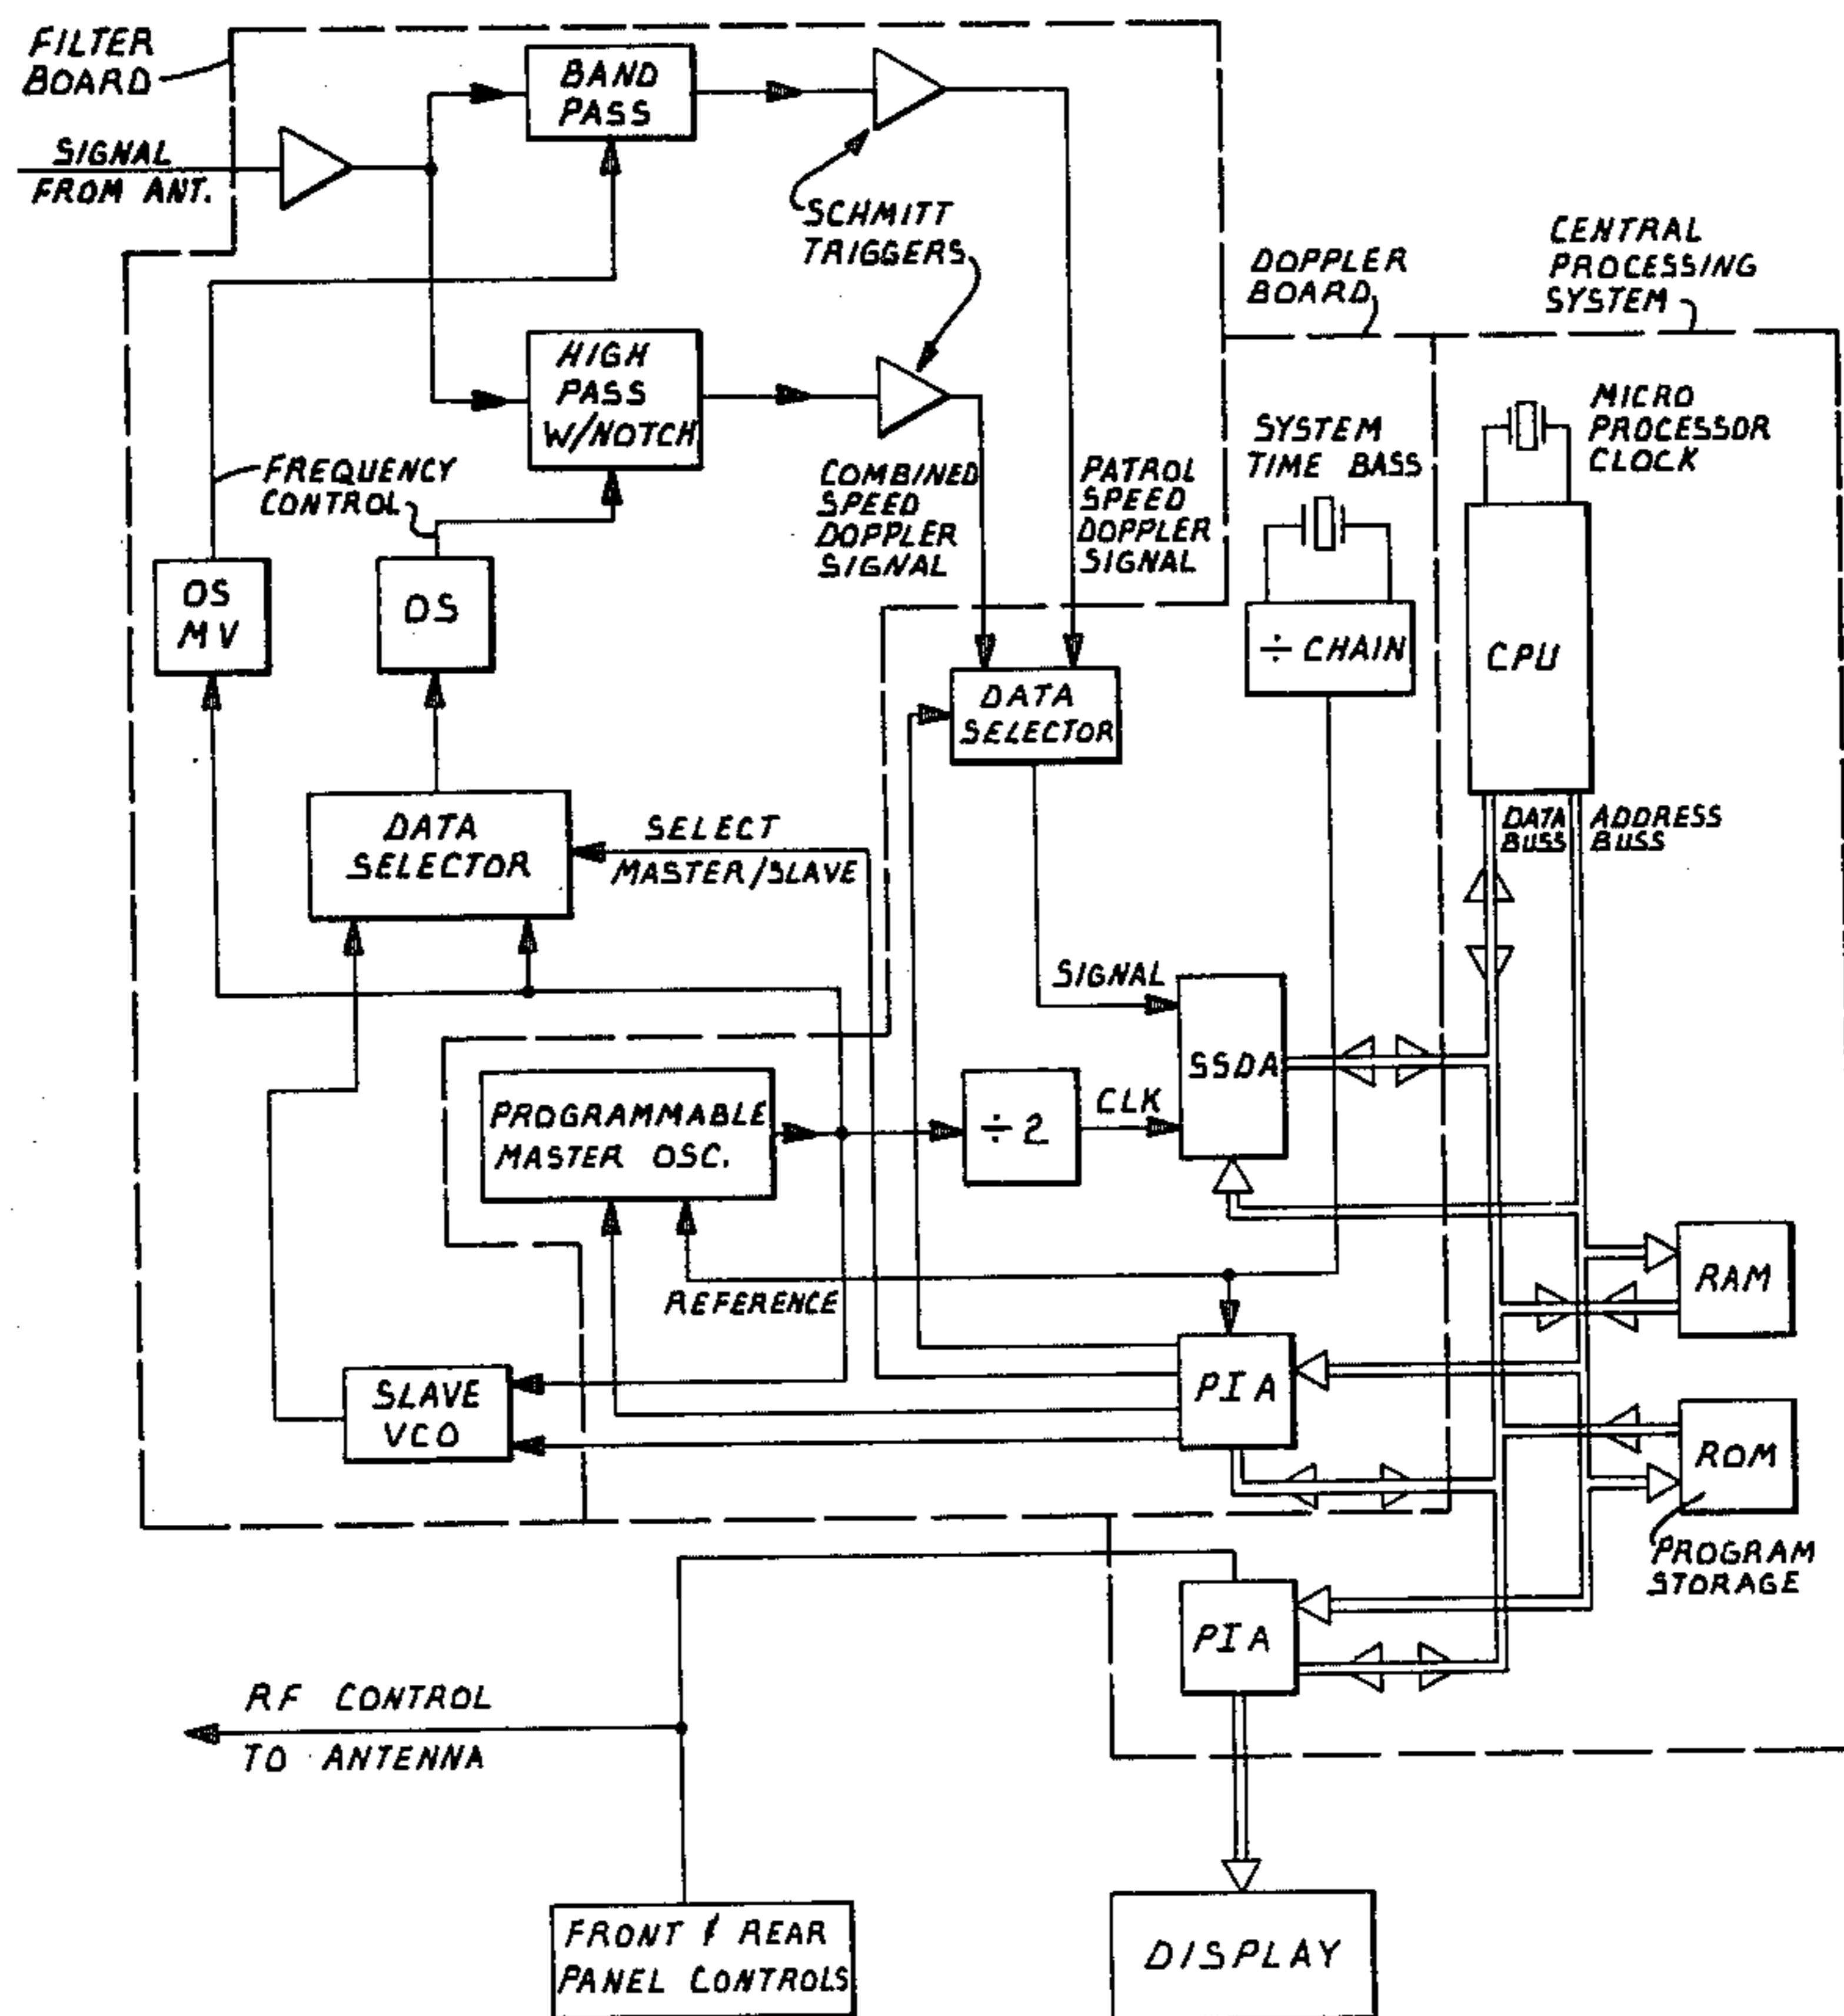 FILTER
BOARD
BAND
PASS
SIGNAL
FROM ANT.
SCHMITT
TRIGGERS
DOPPLER
BOARD
CENTRAL
PROCESSING
SYSTEM
HIGH
PASS
W/NOTCH
MICRO
PROCESSOR
CLOCK
SYSTEM
TIME BASS
FREQUENCY
CONTROL
COMBINED
SPEED
DOPPLER
SIGNAL
PATROL
SPEED
DOPPLER
SIGNAL
OS
MV
OS
÷ CHAIN
CPU
DATA
SELECTOR
DATA
SELECTOR
SELECT
MASTER/SLAVE
DATA
BUSS
ADDRESS
BUSS
SIGNAL
SSDA
PROGRAMMABLE
MASTER OSC.
÷2
CLK
REFERENCE
RAM
SLAVE
VCO
PIA
ROM
PROGRAM
STORAGE
PIA
RF CONTROL
TO ANTENNA
FRONT & REAR
PANEL CONTROLS
DISPLAY